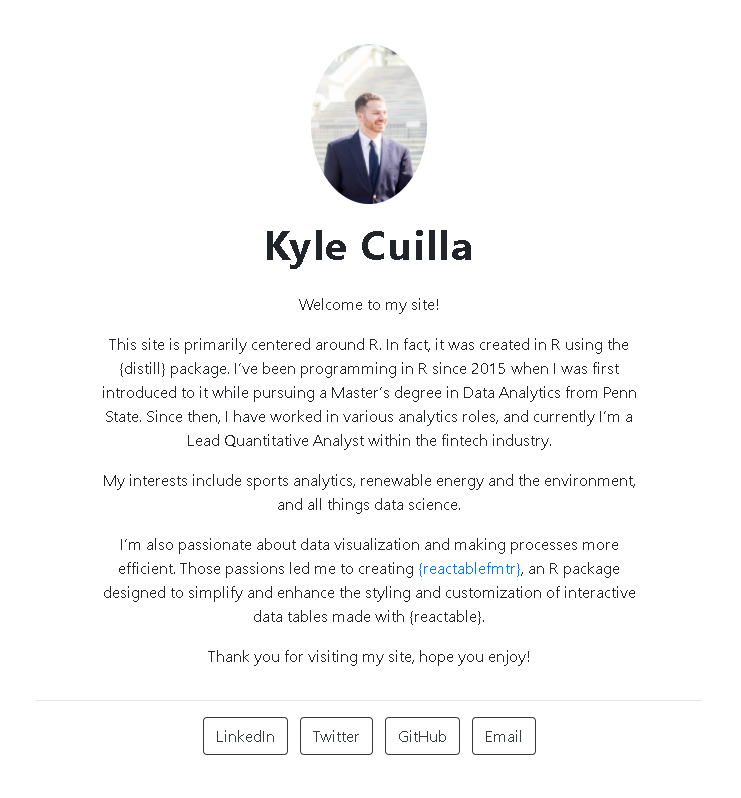 Kyle Cuilla
Welcome to my site!
This site is primarily centered around R. In fact, it was created in R using the
{distill} package. I've been programming in R since 2015 when I was first
introduced to it while pursuing a Master's degree in Data Analytics from Penn
State. Since then, I have worked in various analytics roles, and currently I'm a
Lead Quantitative Analyst within the fintech industry.
My interests include sports analytics, renewable energy and the environment,
and all things data science.
I'm also passionate about data visualization and making processes more
efficient. Those passions led me to creating {reactablefmtr}, an R package
designed to simplify and enhance the styling and customization of interactive
data tables made with {reactable}.
Thank you for visiting my site, hope you enjoy!
LinkedIn Twitter GitHub Email